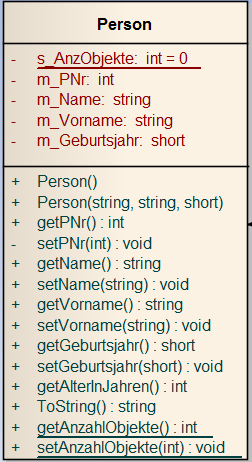 Person
- s_AnzObjekte: int = 0
- m_PNr: int
- m_Name: string
- m_Vorname: string
- m_Geburtsjahr: short
+ Person()
+ Person(string, string, short)
+ getPNr() : int
- setPNr(int) : void
+ getName() : string
+ setName(string) : void
+ getVorname() : string
+ setVorname(string) : void
+ getGeburtsjahr() : short
+ setGeburtsjahr(short) : void
+ getAlterInJahren() : int
+ ToString() : string
+ getAnzahlObjekte() : int
+ setAnzahlObjekte(int) : void